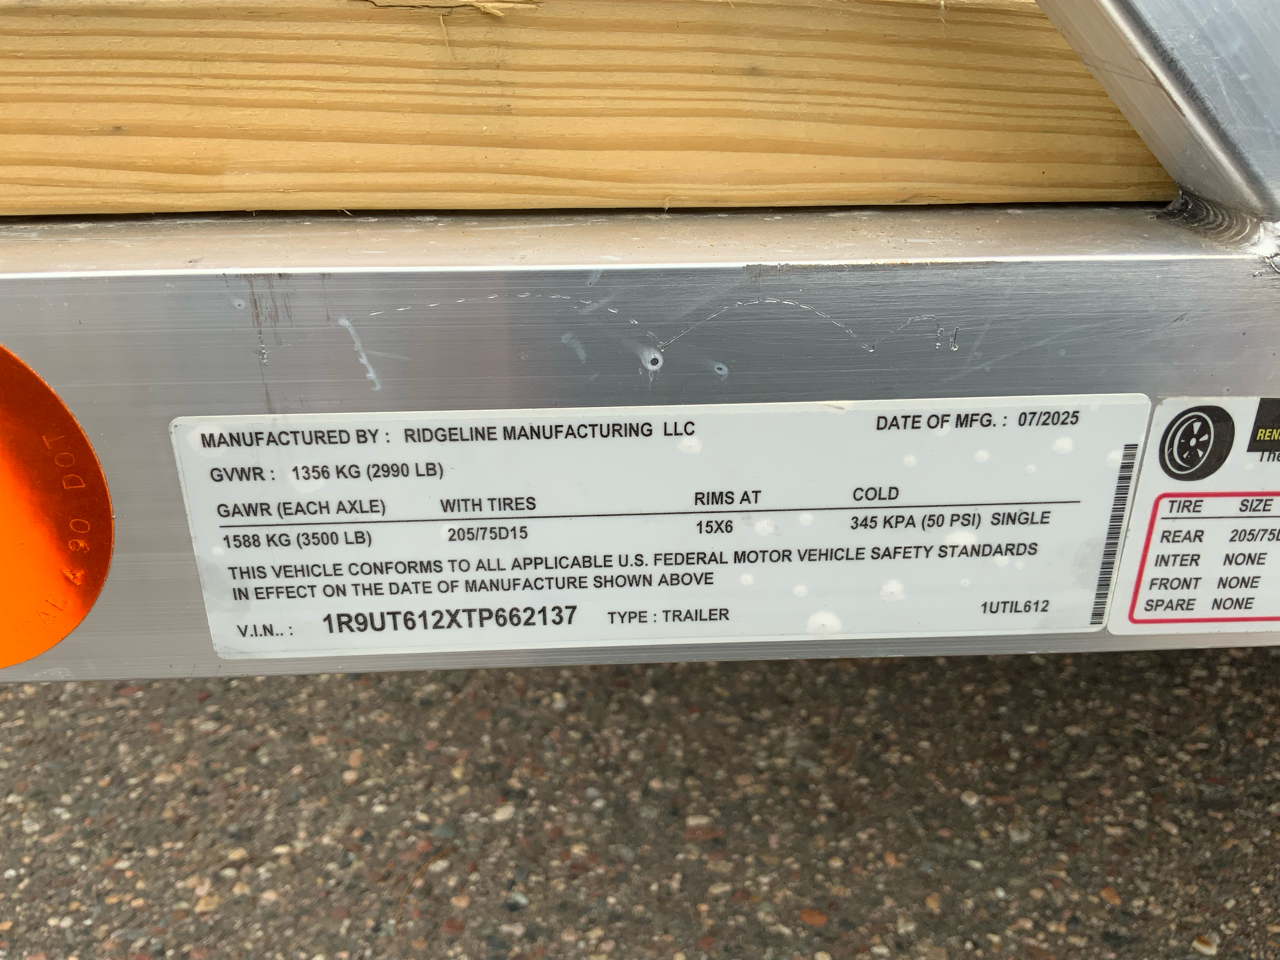 MANUFACTURED BY : RIDGELINE MANUFACTURING LLC DATE OF MFG. : 07/2025
GVWR : 1356 KG (2990 LB)
GAWR (EACH AXLE) WITH TIRES RIMS AT COLD
1588 KG (3500 LB) 205/75D15 15X6 345 KPA (50 PSI) SINGLE
THIS VEHICLE CONFORMS TO ALL APPLICABLE U.S. FEDERAL MOTOR VEHICLE SAFETY STANDARDS
IN EFFECT ON THE DATE OF MANUFACTURE SHOWN ABOVE
V.I.N.. : 1R9UT612XTP662137 TYPE : TRAILER 1UTIL612
TIRE SIZE
REAR 205/75
INTER NONE
FRONT NONE
SPARE NONE
90 DOT